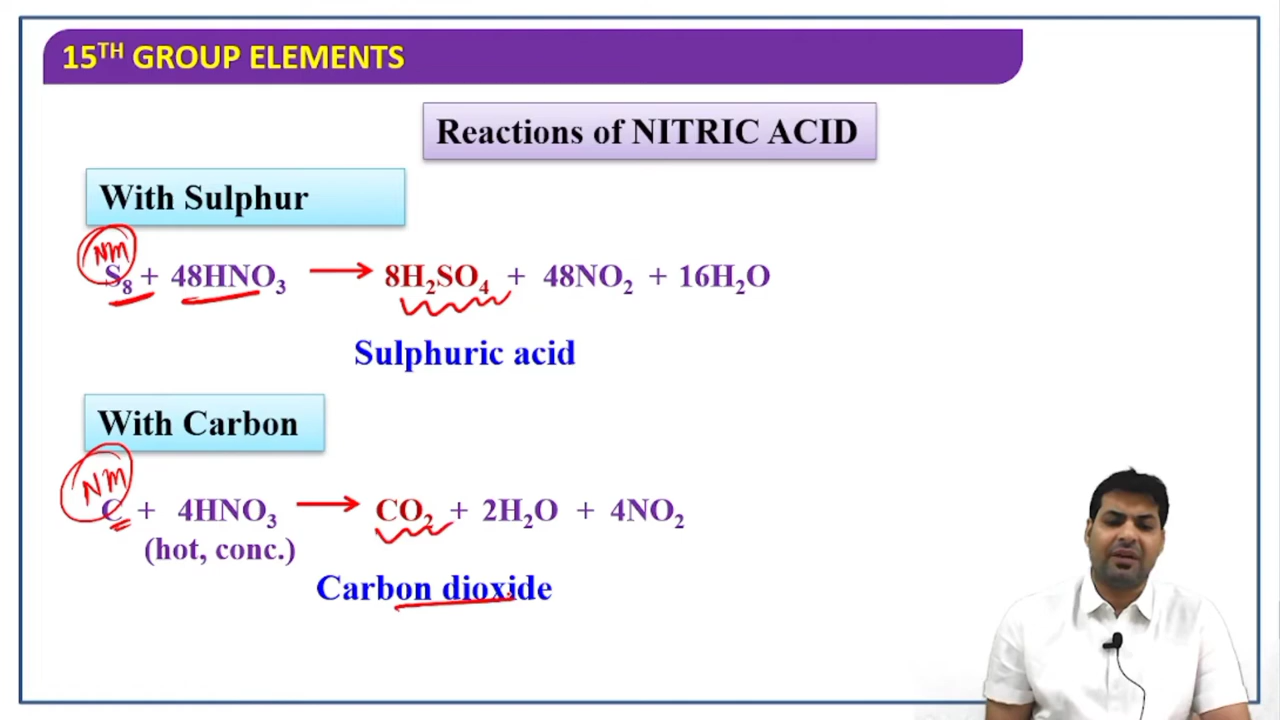 15TH GROUP ELEMENTS
Reactions of NITRIC ACID
With Sulphur
NM
S8 + 48HNO3 → 8H2SO4 + 48NO2 + 16H2O
Sulphuric acid
With Carbon
NM
C + 4HNO3 → CO2 + 2H2O + 4NO2
(hot, conc.)
Carbon dioxide